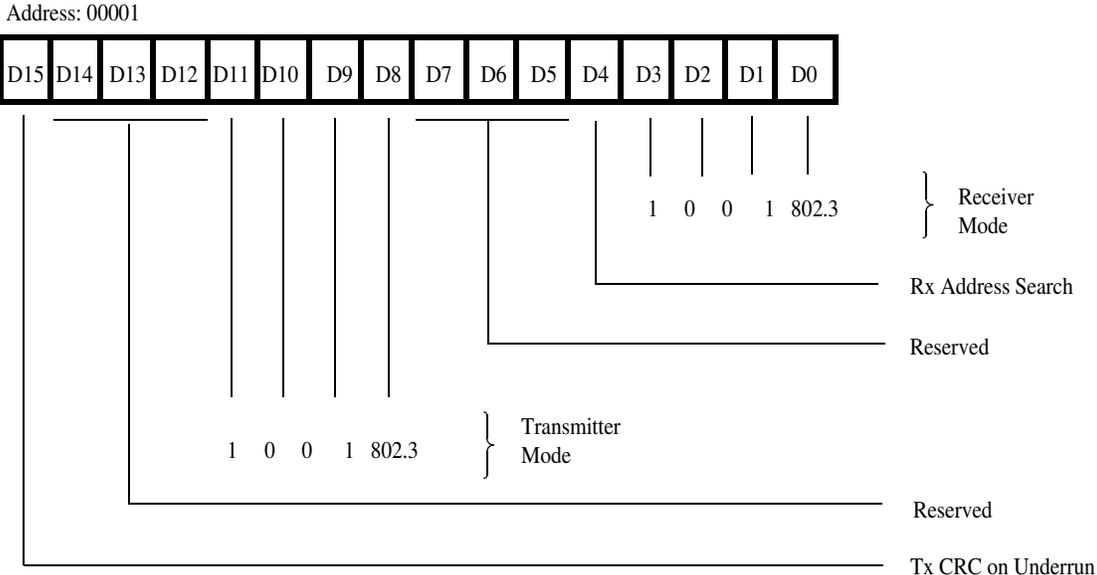 Address: 00001
D15 D14 D13 D12 D11 D10 D9 D8 D7 D6 D5 D4 D3 D2 D1 D0
1 0 0 1 802.3
Receiver
Mode
Rx Address Search
Reserved
1 0 0 1 802.3
Transmitter
Mode
Reserved
Tx CRC on Underrun